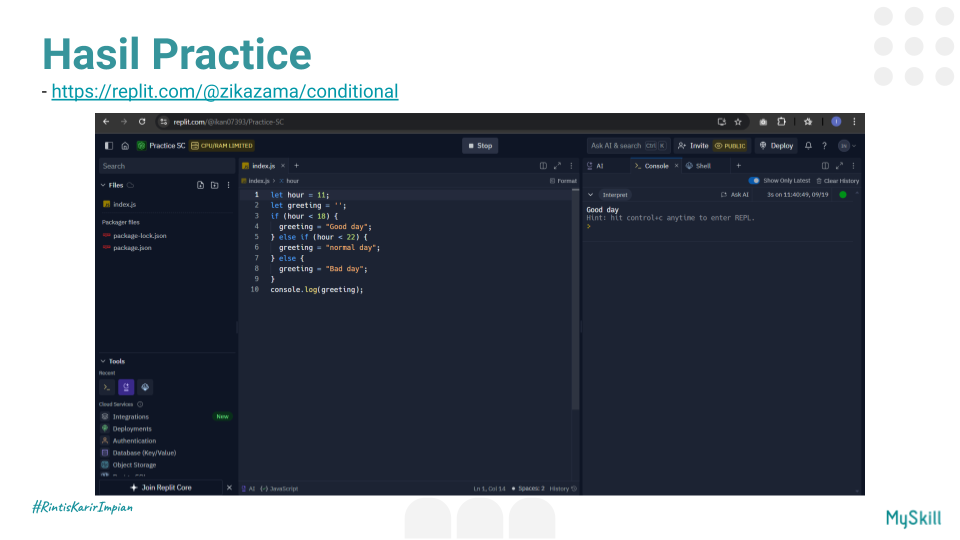 Hasil Practice
- https://replit.com/@zikazama/conditional
replit.com/@ikan07393/Practice-SC
Practice SC CPU/RAM LIMITED
Stop
Ask AI & search Ctrl K
Invite PUBLIC Deploy ?
Search
Files
index.js
Packager files
package-lock.json
package.json
Tools
Recent
Cloud Services
Integrations New
Deployments
Authentication
Database (Key/Value)
Object Storage
Join Replit Core
index.js × +
index.js > hour
Format
1 let hour = 11;
2 let greeting = '';
3 if (hour < 18) {
4 greeting = "Good day";
5 } else if (hour < 22) {
6 greeting = "normal day";
7 } else {
8 greeting = "Bad day";
9 }
10 console.log(greeting);
AI {·} JavaScript
Ln 1, Col 14 • Spaces: 2 History
AI >_ Console × Shell +
Show Only Latest Clear History
Interpret Ask AI 3s on 11:40:49, 09/19
Good day
Hint: hit control+c anytime to enter REPL.
>
#RintisKarirImpian
MySkill